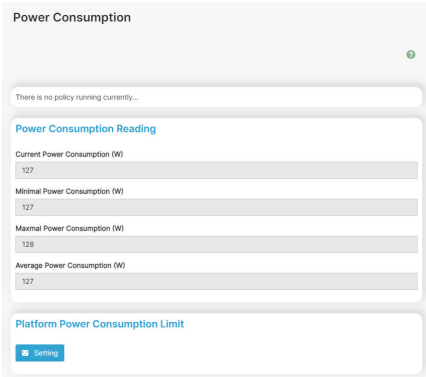 Power Consumption
There is no policy running currently...
Power Consumption Reading
Current Power Consumption (W)
127
Minimal Power Consumption (W)
127
Maxmal Power Consumption (W)
128
Average Power Consumption (W)
127
Platform Power Consumption Limit
Setting